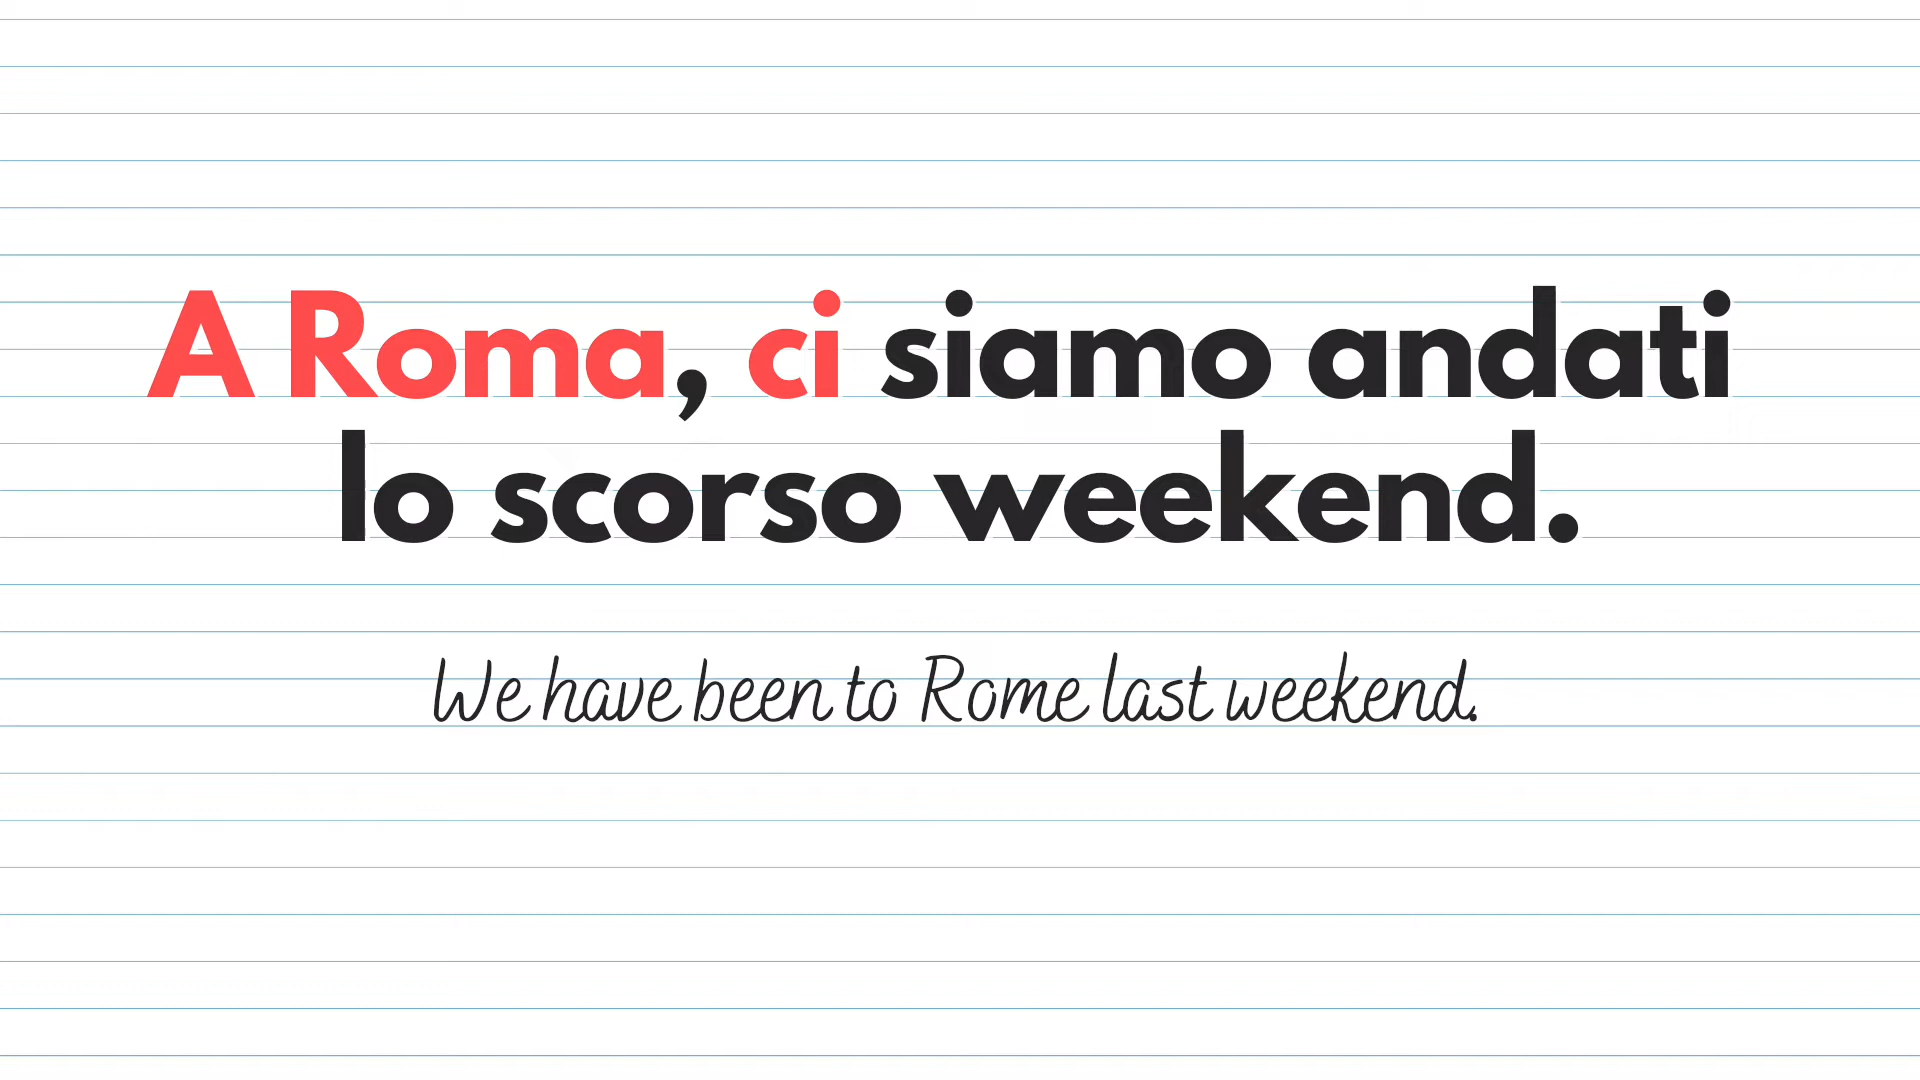 A Roma, ci siamo andati
lo scorso weekend.
We have been to Rome last weekend.